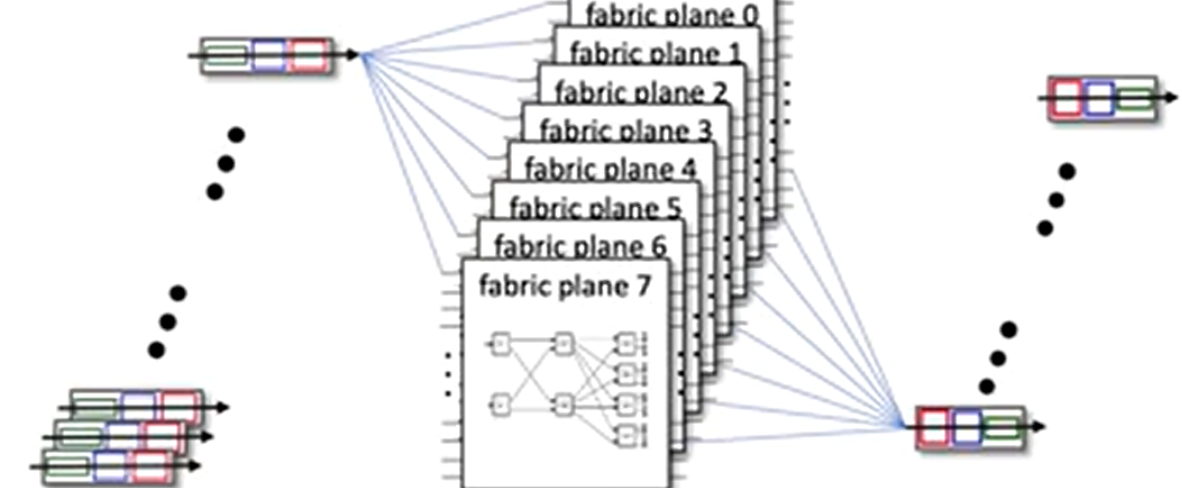 fabric plane 0
fabric plane 1
fabric plane 2
fabric plane 3
fabric plane 4
fabric plane 5
fabric plane 6
fabric plane 7